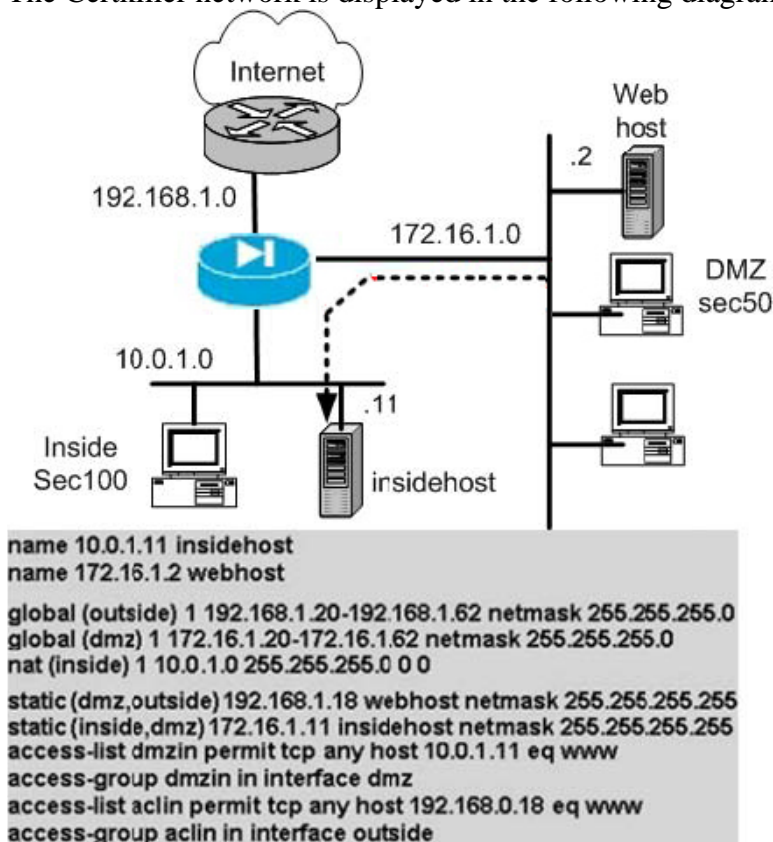 The Certkiller network is displayed in the following diagram
Internet
Web
host
.2
192.168.1.0
172.16.1.0
DMZ
sec50
10.0.1.0
.11
Inside
Sec100
insidehost
name 10.0.1.11 insidehost
name 172.16.1.2 webhost
global (outside) 1 192.168.1.20-192.168.1.62 netmask 255.255.255.0
global (dmz) 1 172.16.1.20-172.16.1.62 netmask 255.255.255.0
nat (inside) 1 10.0.1.0 255.255.255.0 0 0
static (dmz,outside) 192.168.1.18 webhost netmask 255.255.255.255
static (inside,dmz) 172.16.1.11 insidehost netmask 255.255.255.255
access-list dmzin permit tcp any host 10.0.1.11 eq www
access-group dmzin in interface dmz
access-list aclin permit tcp any host 192.168.0.18 eq www
access-group aclin in interface outside